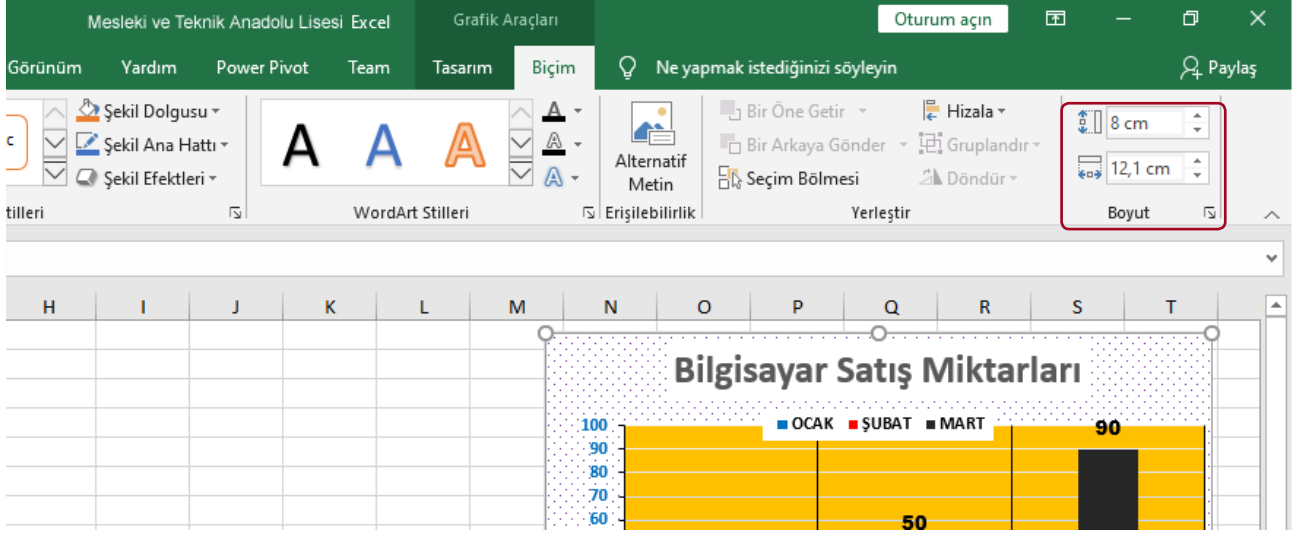 Mesleki ve Teknik Anadolu Lisesi Excel Grafik Araçları Oturum açın
Görünüm Yardım Power Pivot Team Tasarım Biçim Ne yapmak istediğinizi söyleyin Paylaş
Şekil Dolgusu
Şekil Ana Hattı
Şekil Efektleri
tilleri
A A A
A
A
A
WordArt Stilleri
Alternatif
Metin
Erişilebilirlik
Bir Öne Getir Hizala
Bir Arkaya Gönder Gruplandır
Seçim Bölmesi Döndür
Yerleştir
8 cm
12,1 cm
Boyut
H I J K L M N O P Q R S T
Bilgisayar Satış Miktarları
OCAK ŞUBAT MART
100
90
80
70
60
90
50